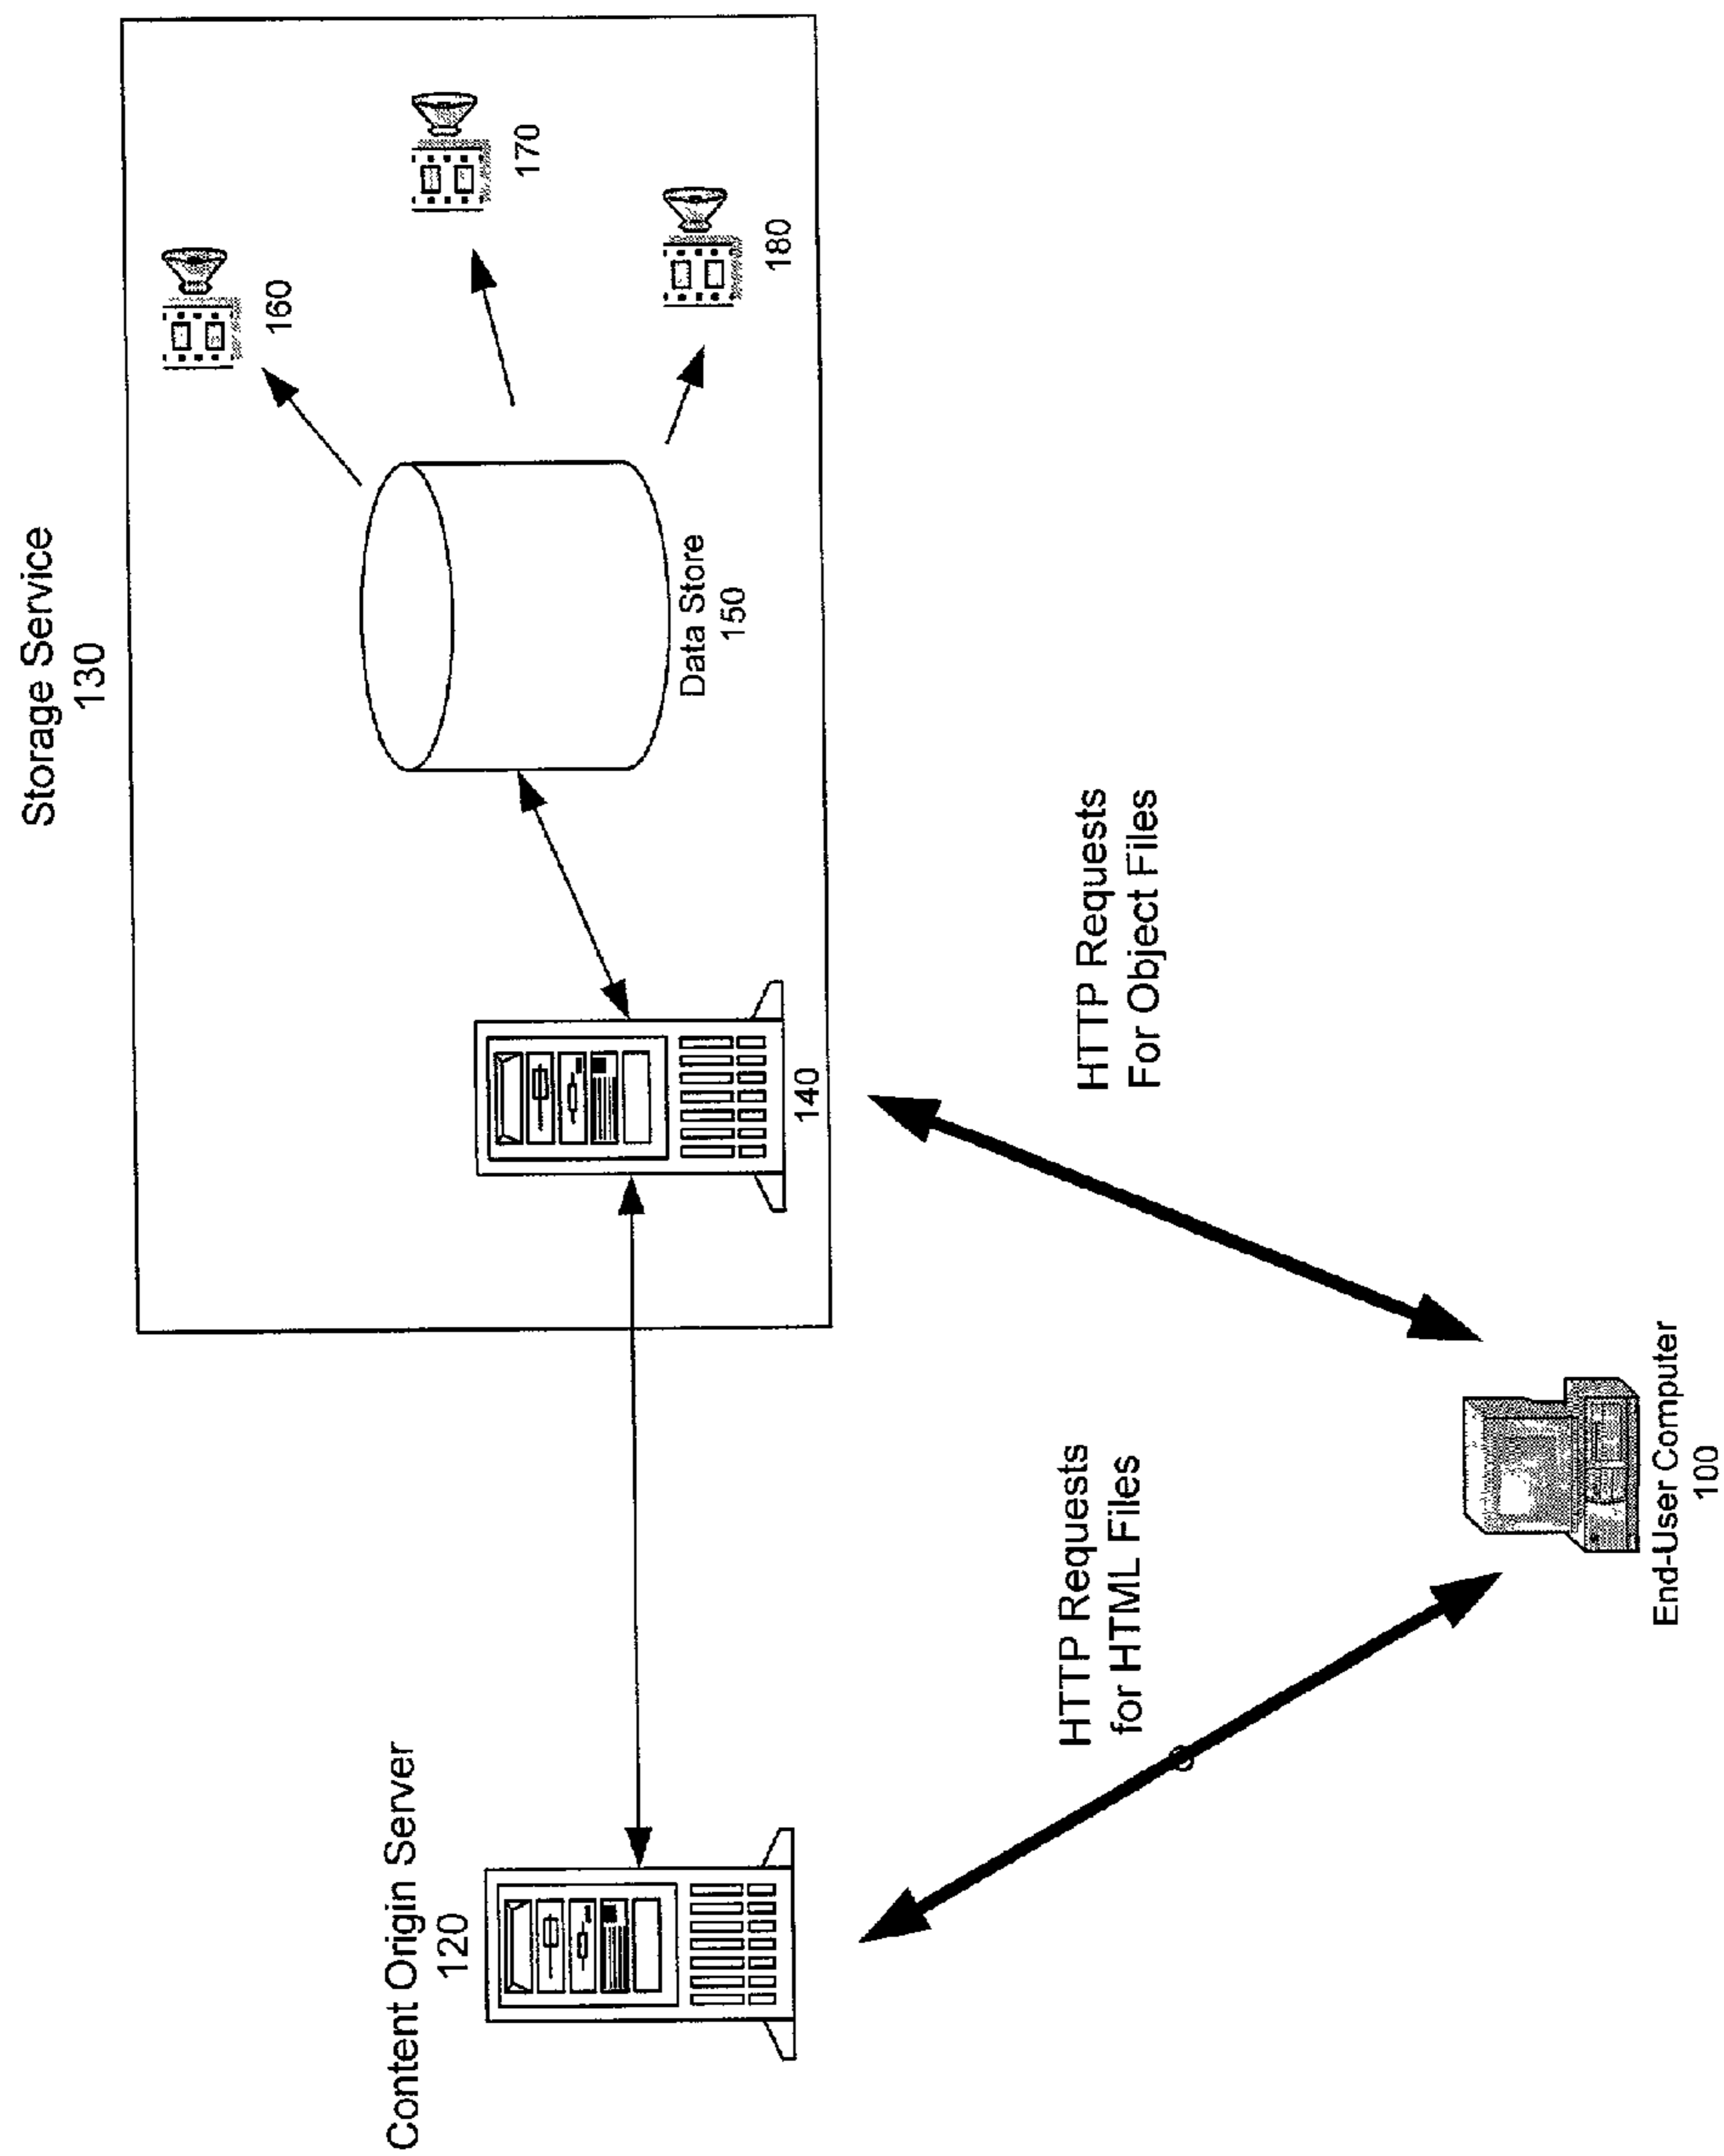 Storage Service
130
160
170
180
Data Store
150
140
Content Origin Server
120
HTTP Requests
For Object Files
HTTP Requests
for HTML Files
End-User Computer
100